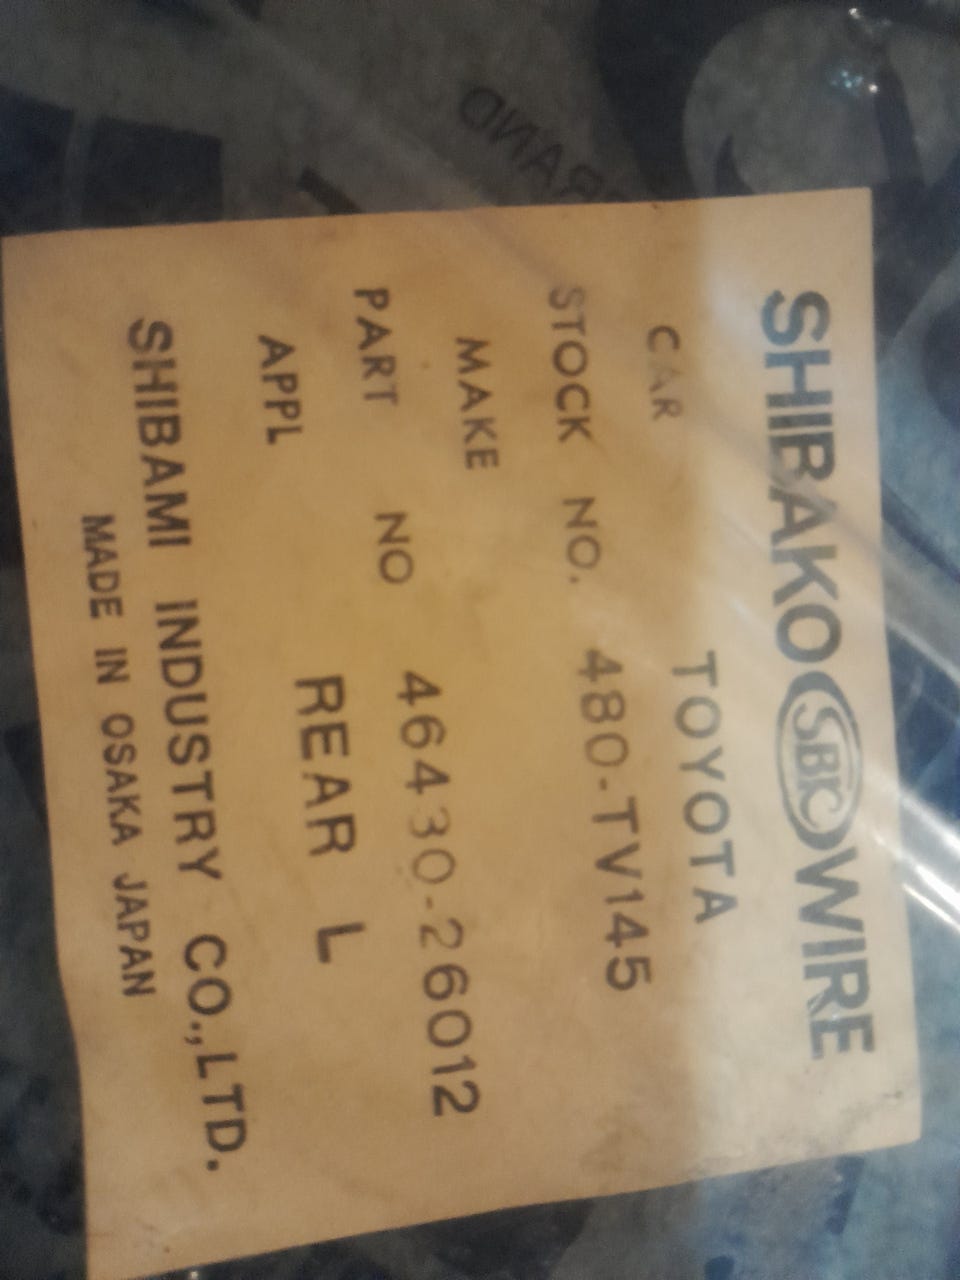 SHIBAKO SBK WIRE
CAR TOYOTA
STOCK NO. 480-TV145
MAKE
PART NO 46430-26012
APPL REAR L
SHIBAMI INDUSTRY CO.,LTD.
MADE IN OSAKA JAPAN